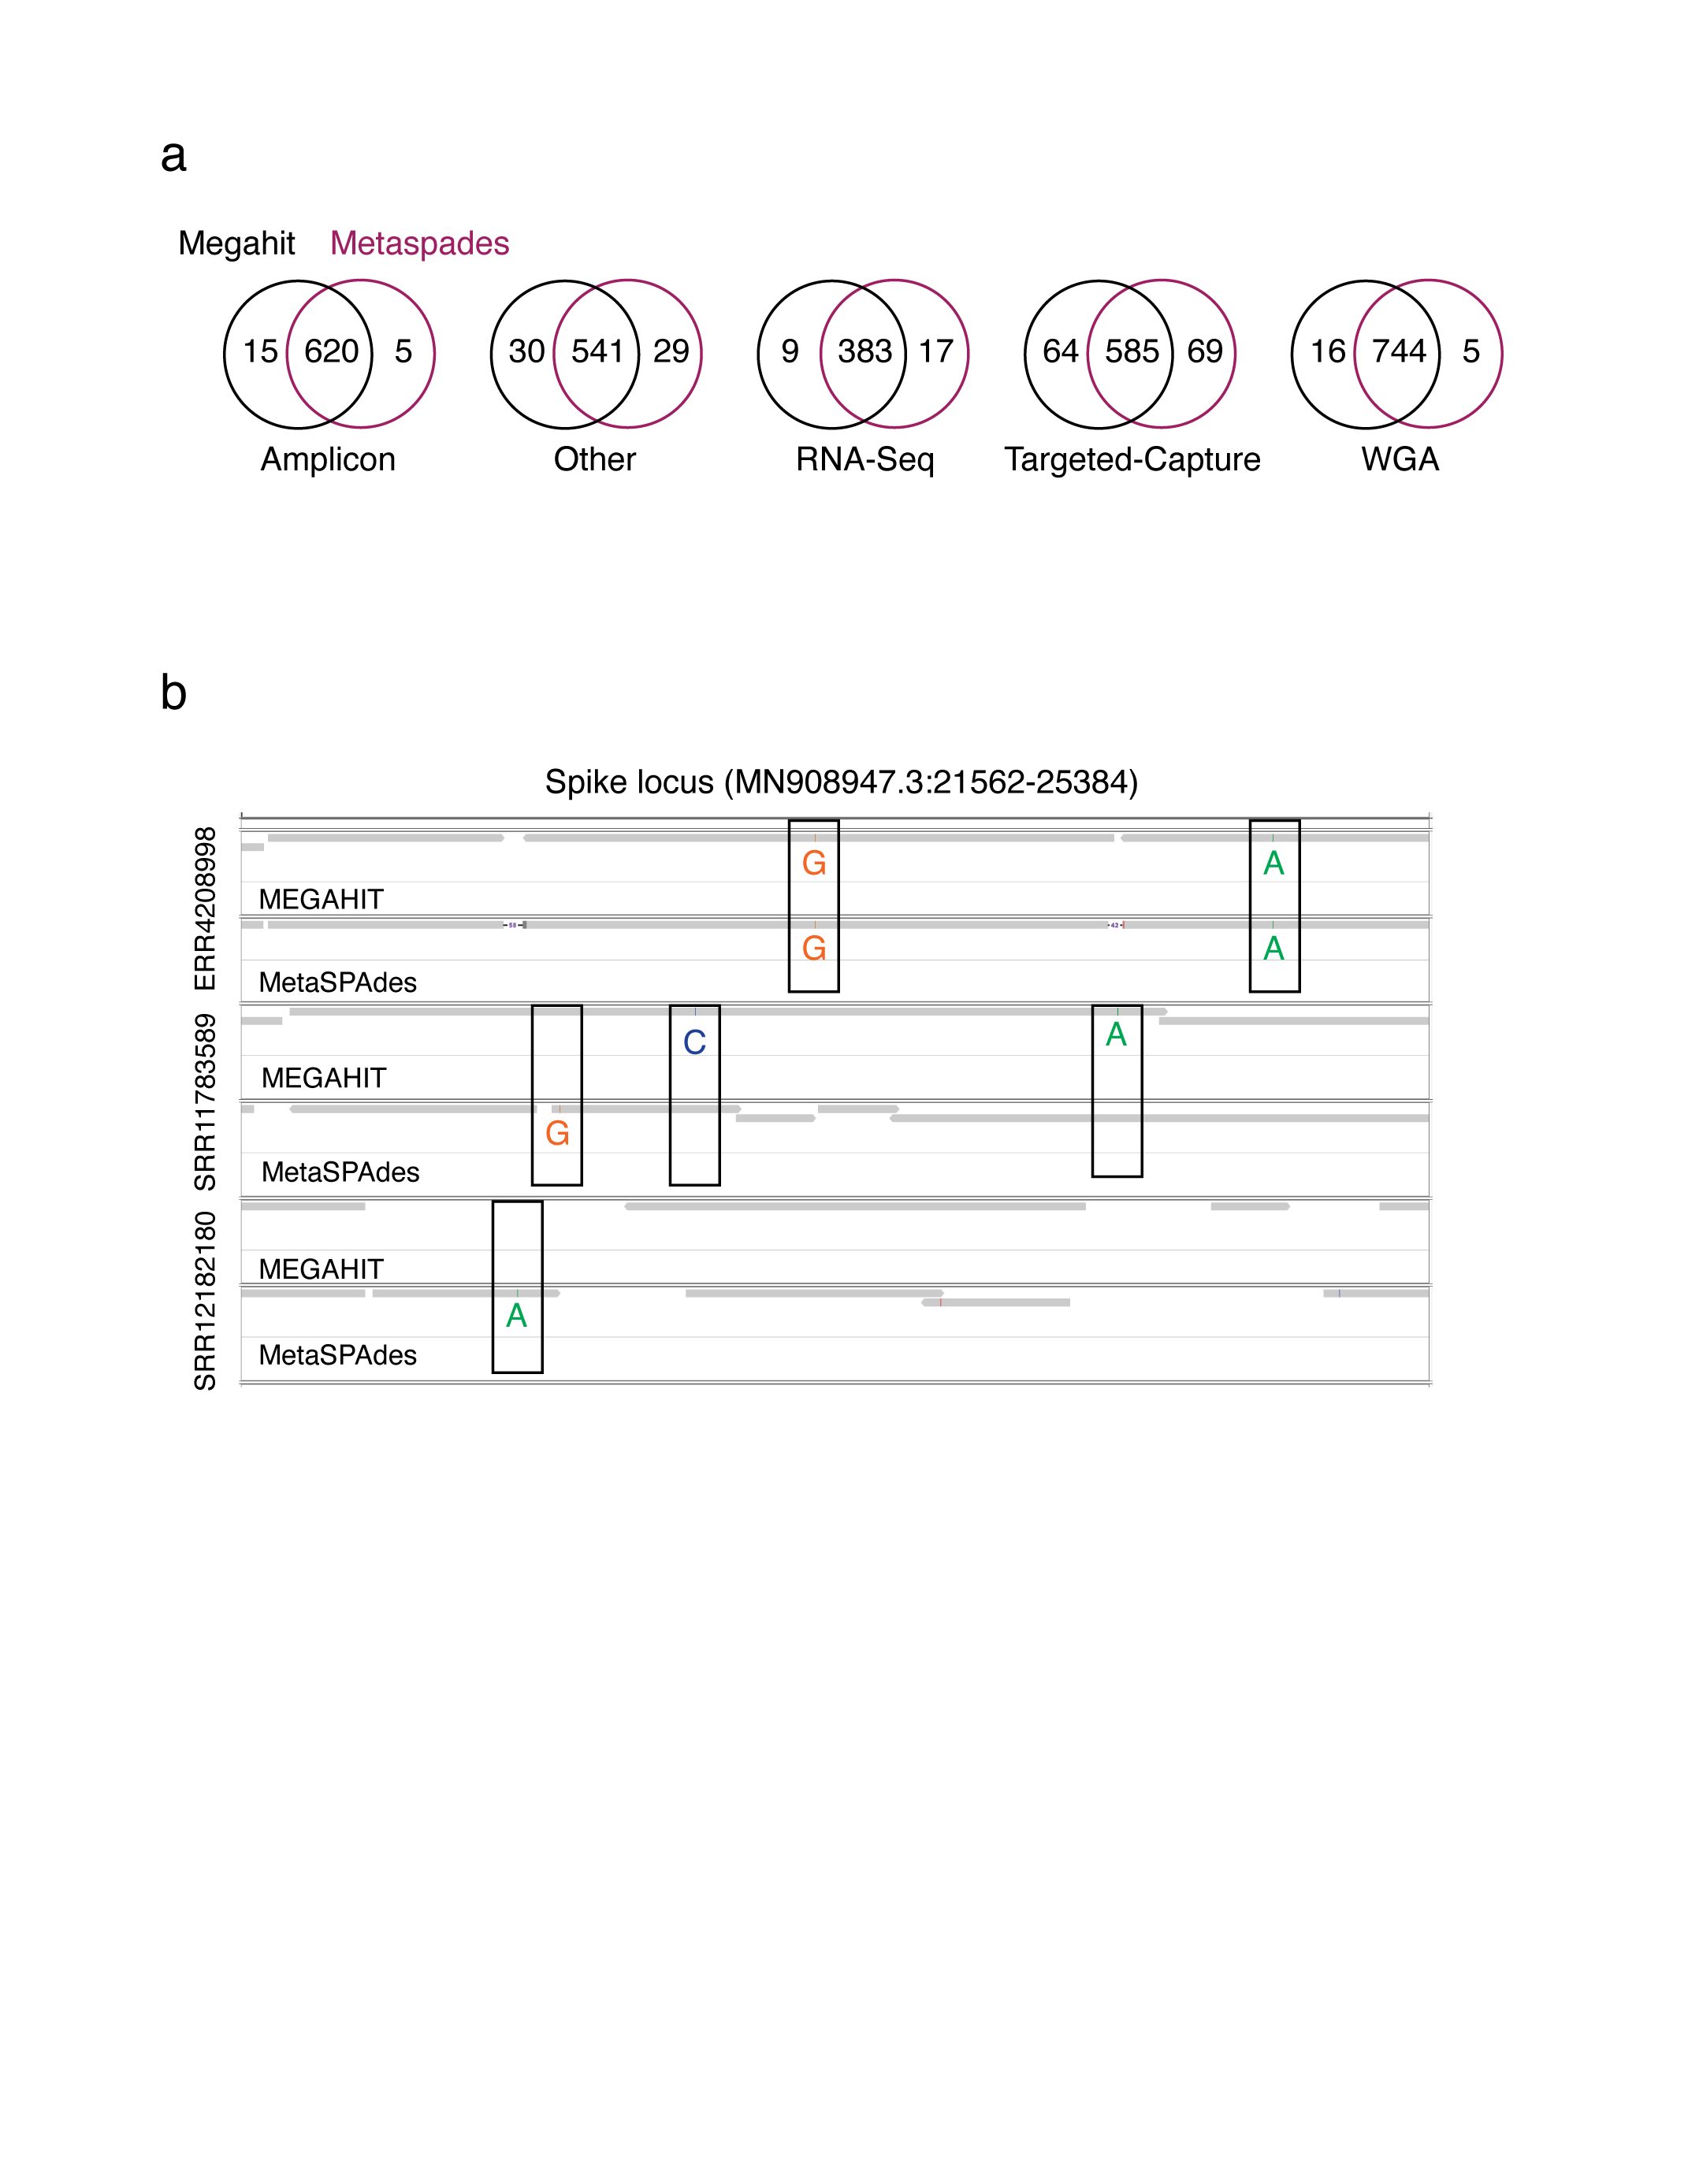 a
Megahit Metaspades
15 620 5 30 541 29 9 383 17 64 585 69 16 744 5
Amplicon Other RNA-Seq Targeted-Capture WGA
b
Spike locus (MN908947.3:21562-25384)
ERR4208998
G A
MEGAHIT
58 42
G A
MetaSPAdes
SRR11783589
C A
MEGAHIT
G
MetaSPAdes
SRR12182180
MEGAHIT
A
MetaSPAdes